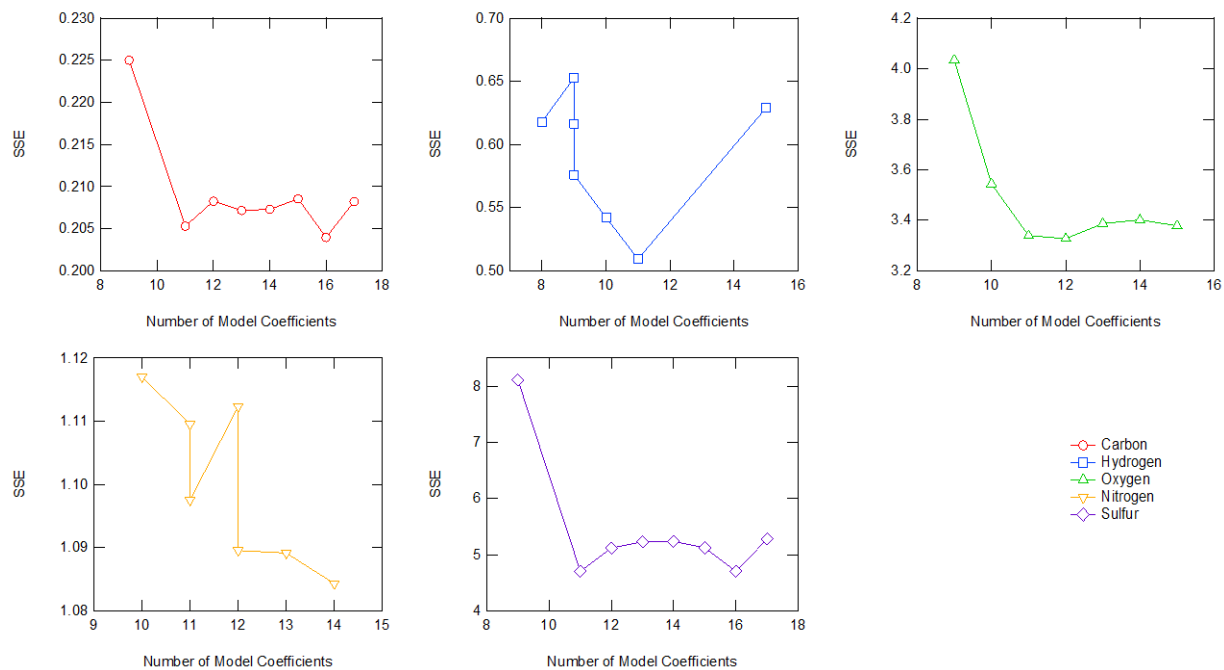 0.230
0.225
0.220
0.215
0.210
0.205
0.200
SSE
8 10 12 14 16 18
Number of Model Coefficients
0.70
0.65
0.60
0.55
0.50
SSE
8 10 12 14 16
Number of Model Coefficients
4.2
4.0
3.8
3.6
3.4
3.2
SSE
8 10 12 14 16
Number of Model Coefficients
1.12
1.11
1.10
1.09
1.08
SSE
9 10 11 12 13 14 15
Number of Model Coefficients
8
7
6
5
4
SSE
8 10 12 14 16 18
Number of Model Coefficients
Carbon
Hydrogen
Oxygen
Nitrogen
Sulfur